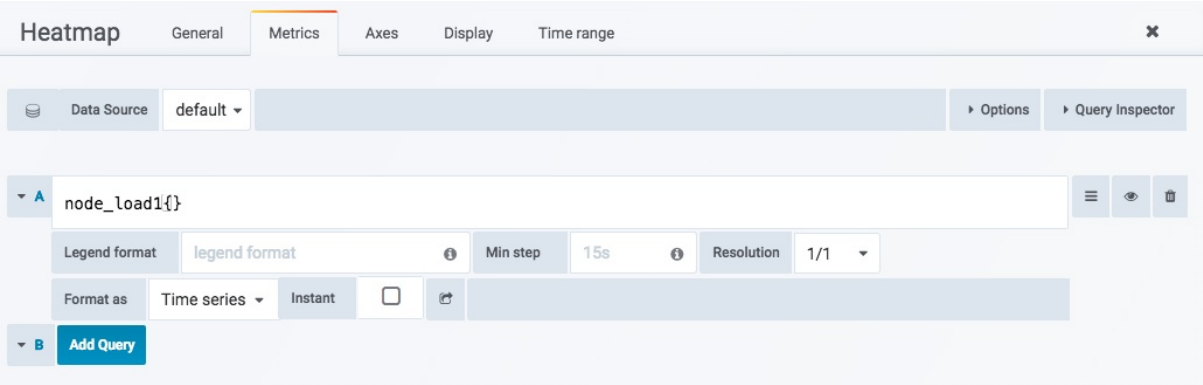 Heatmap General Metrics Axes Display Time range
Data Source default Options Query Inspector
A node_load1{}
Legend format legend format Min step 15s Resolution 1/1
Format as Time series Instant
B Add Query